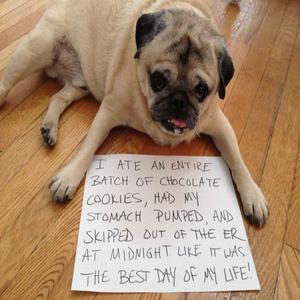 I ATE AN ENTIRE
BATCH OF CHOCOLATE
COOKIES, HAD MY
STOMACH PUMPED, AND
SKIPPED OUT OF THE ER
AT MIDNIGHT LIKE IT WAS
THE BEST DAY OF MY LIFE!